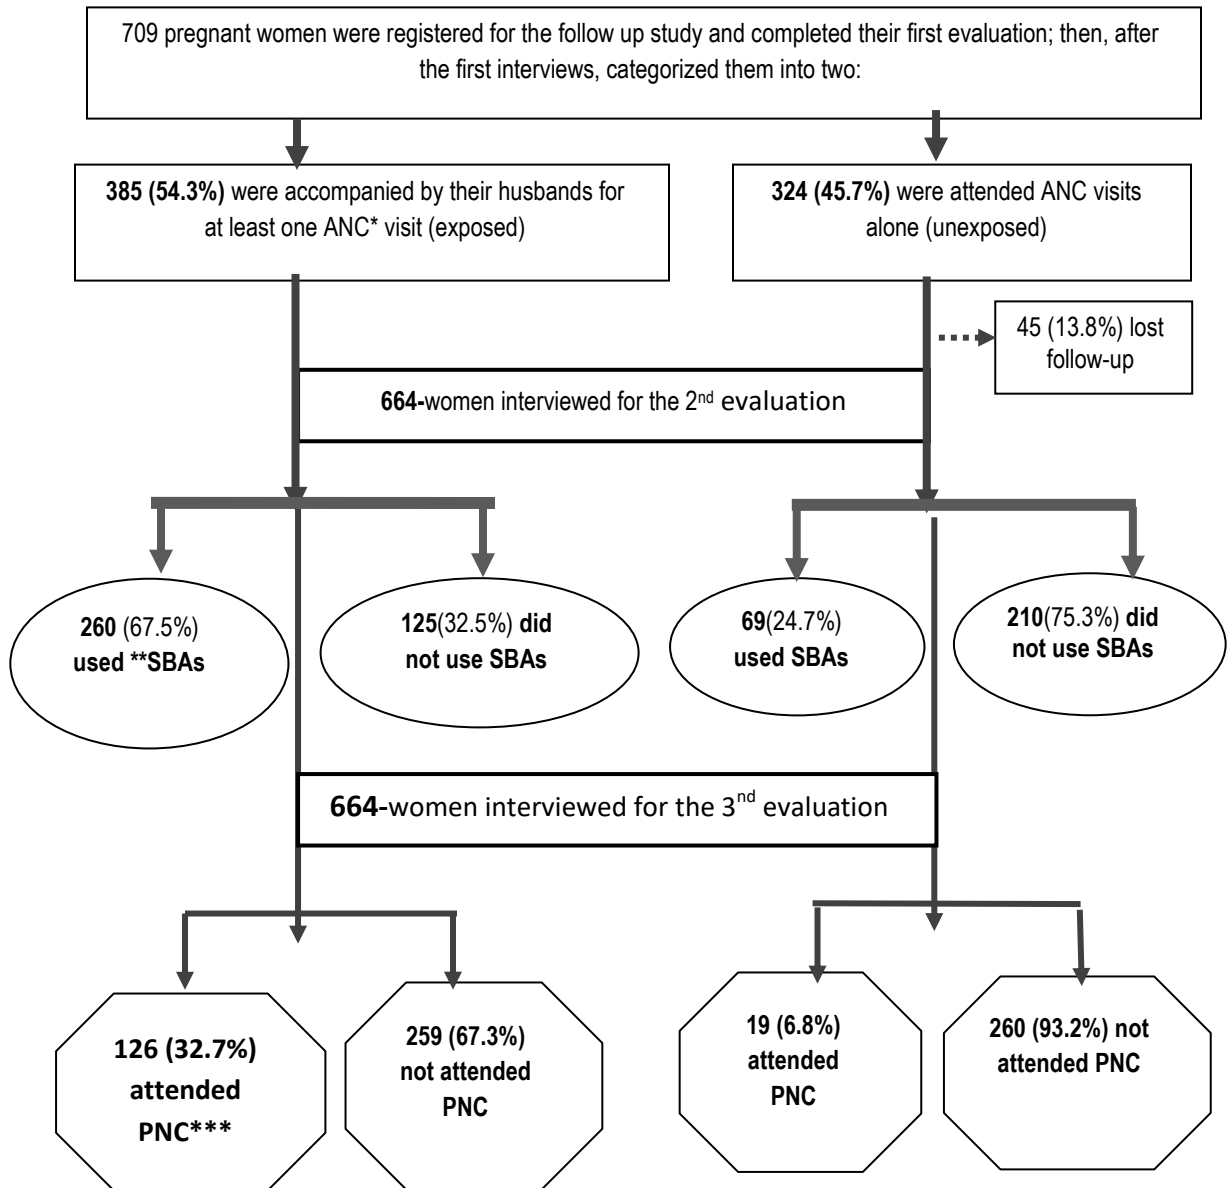 709 pregnant women were registered for the follow up study and completed their first evaluation; then, after
the first interviews, categorized them into two:
385 (54.3%) were accompanied by their husbands for
at least one ANC* visit (exposed)
324 (45.7%) were attended ANC visits
alone (unexposed)
45 (13.8%) lost
follow-up
664-women interviewed for the 2nd evaluation
260 (67.5%)
used **SBAs
125(32.5%) did
not use SBAs
69(24.7%)
used SBAs
210(75.3%) did
not use SBAs
664-women interviewed for the 3nd evaluation
126 (32.7%)
attended
PNC***
259 (67.3%)
not attended
PNC
19 (6.8%)
attended
PNC
260 (93.2%) not
attended PNC